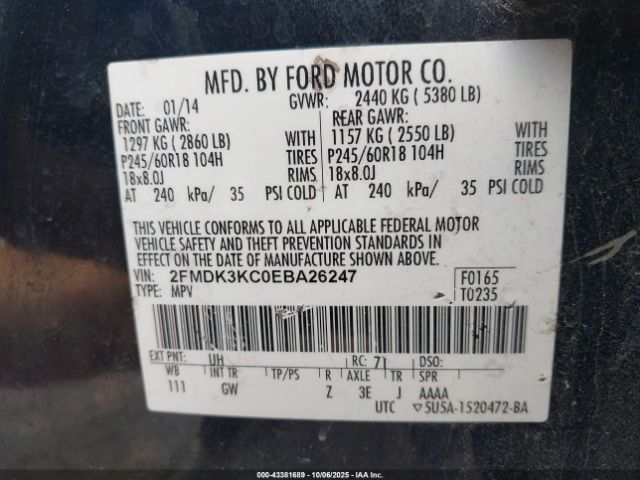 MFD. BY FORD MOTOR CO.
DATE: 01/14 GVWR: 2440 KG ( 5380 LB)
FRONT GAWR: REAR GAWR:
1297 KG ( 2860 LB) WITH 1157 KG ( 2550 LB) WITH
P245/60R18 104H TIRES P245/60R18 104H TIRES
18x8.0J RIMS 18x8.0J RIMS
AT 240 kPa/ 35 PSI COLD AT 240 kPa/ 35 PSI COLD
THIS VEHICLE CONFORMS TO ALL APPLICABLE FEDERAL MOTOR
VEHICLE SAFETY AND THEFT PREVENTION STANDARDS IN
EFFECT ON THE DATE OF MANUFACTURE SHOWN ABOVE.
VIN: 2FMDK3KC0EBA26247 F0165
TYPE: MPV T0235
EXT PNT: UH RC: 71 DSO:
WB INT TR TP/PS R AXLE TR SPR
111 GW Z 3E J AAAA
UTC ▽5U5A-1520472-BA
000-43381689 | 10/06/2025 | IAA, Inc.